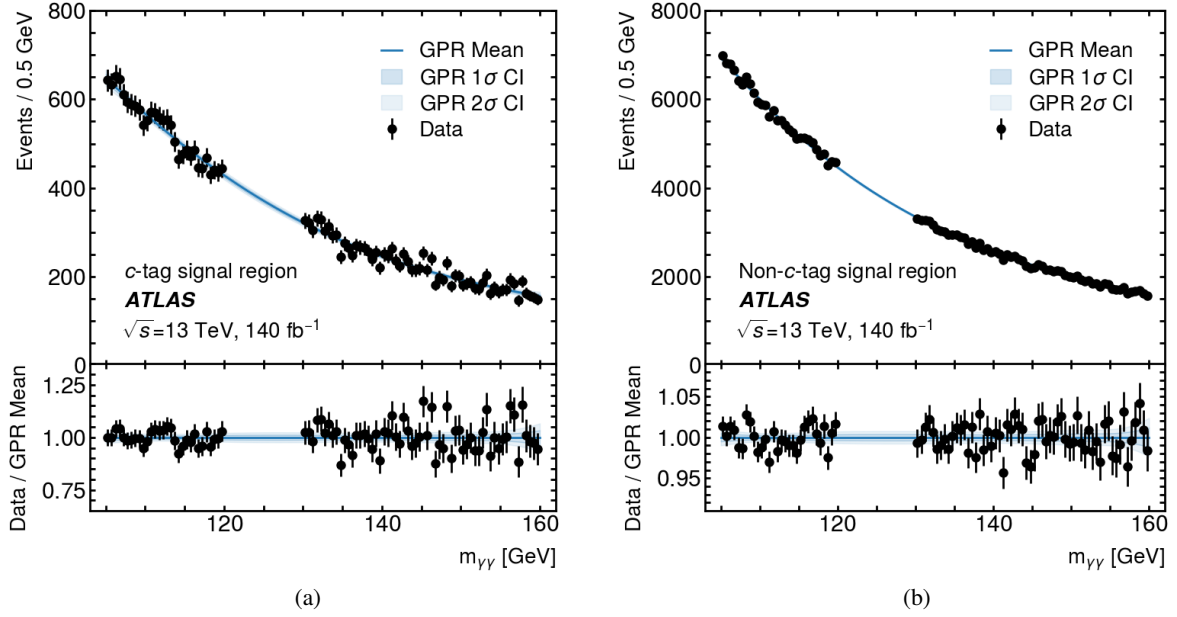 800
600
400
200
0
Events / 0.5 GeV
GPR Mean
GPR 1σ CI
GPR 2σ CI
Data
c-tag signal region
ATLAS
√s=13 TeV, 140 fb⁻¹
1.25
1.00
0.75
Data / GPR Mean
120 140 160
mγγ [GeV]
(a)
8000
6000
4000
2000
0
Events / 0.5 GeV
GPR Mean
GPR 1σ CI
GPR 2σ CI
Data
Non-c-tag signal region
ATLAS
√s=13 TeV, 140 fb⁻¹
1.05
1.00
0.95
Data / GPR Mean
120 140 160
mγγ [GeV]
(b)